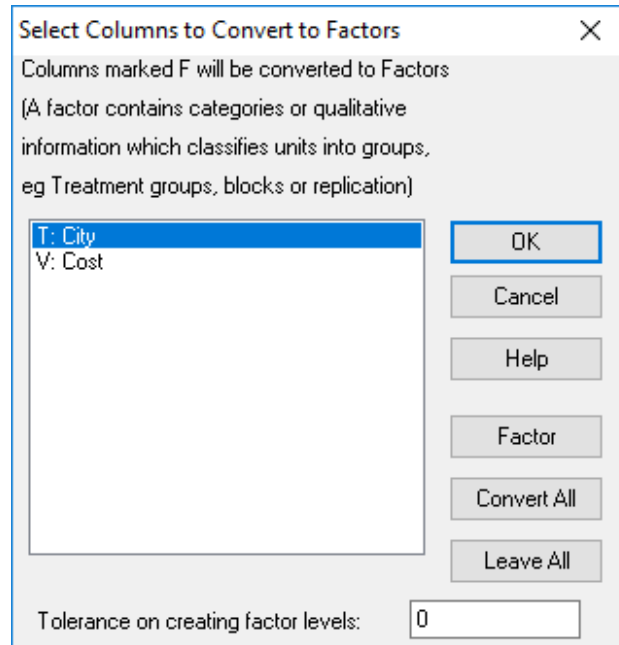 Select Columns to Convert to Factors
Columns marked F will be converted to Factors
(A factor contains categories or qualitative
information which classifies units into groups,
eg Treatment groups, blocks or replication)
T: City
V: Cost
OK
Cancel
Help
Factor
Convert All
Leave All
Tolerance on creating factor levels:
0